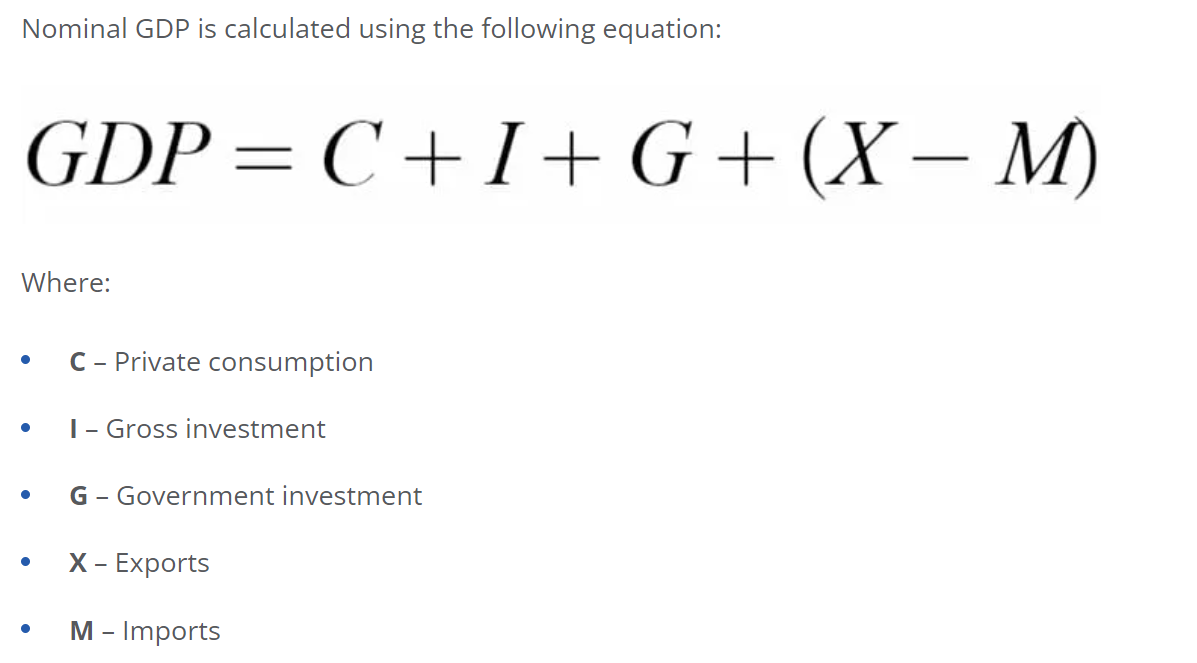 Nominal GDP is calculated using the following equation:
GDP = C + I + G + (X – M)
Where:
• C – Private consumption
• I – Gross investment
• G – Government investment
• X – Exports
• M – Imports